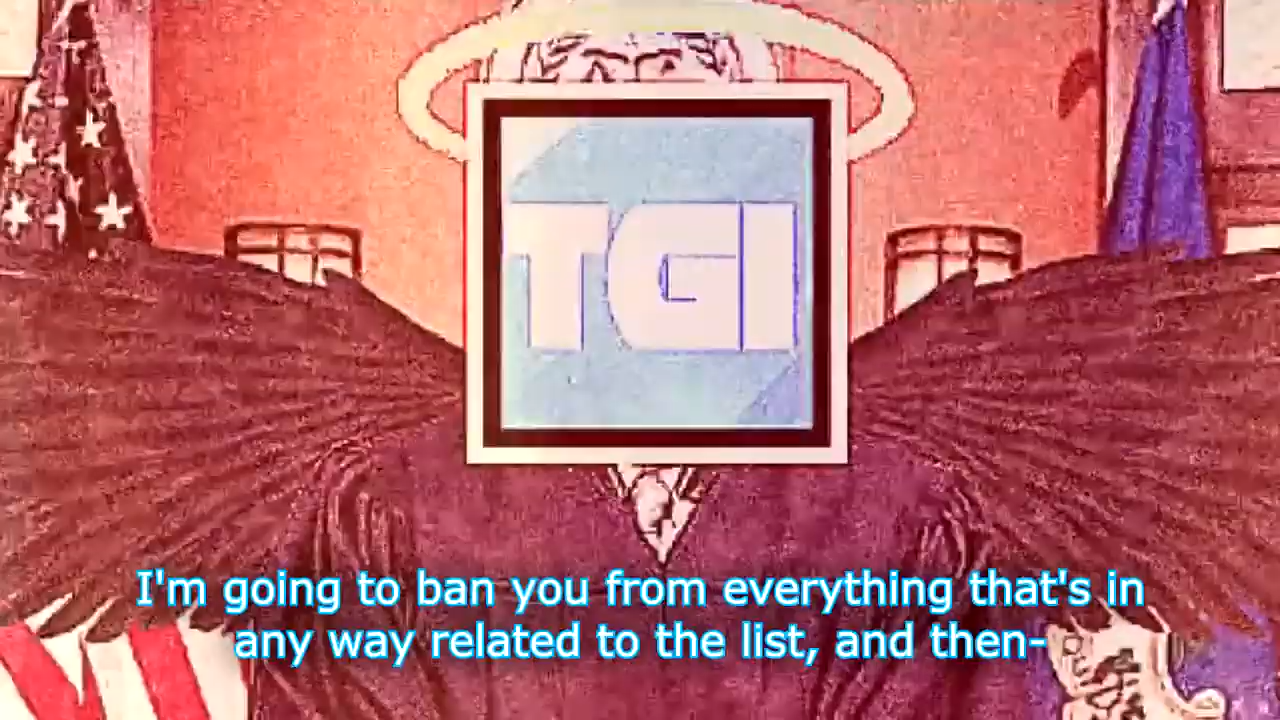 TGI
I'm going to ban you from everything that's in
any way related to the list, and then-